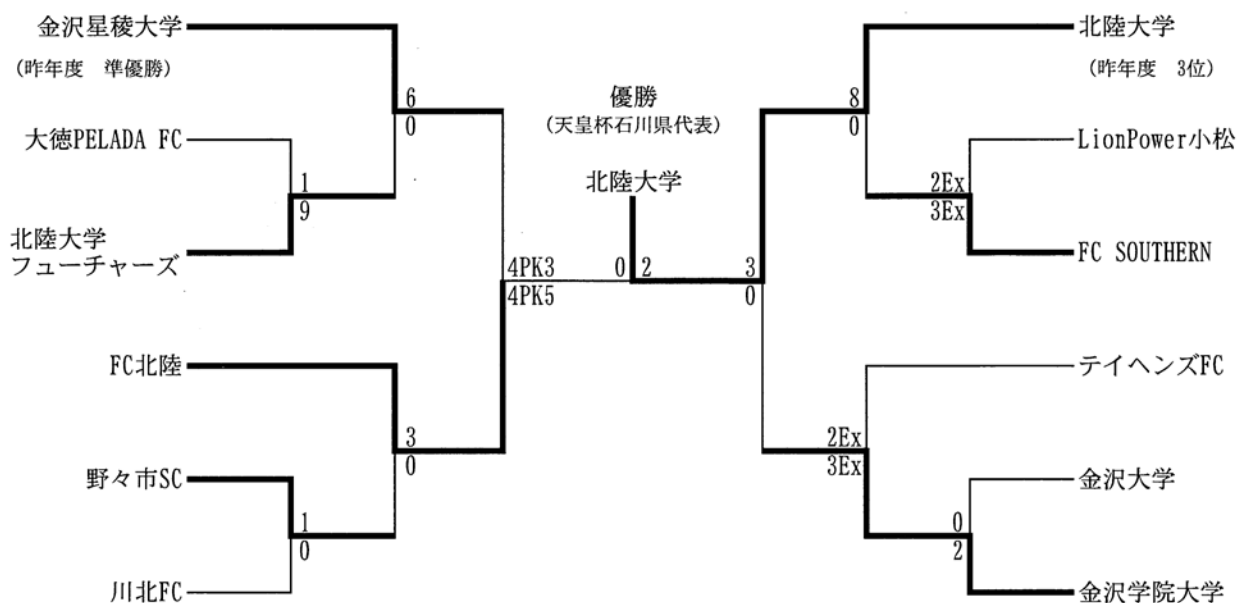 金沢星稜大学
(昨年度 準優勝)
大徳PELADA FC
北陸大学
フューチャーズ
FC北陸
野々市SC
川北FC
6
0
1
9
3
0
1
0
4PK3
4PK5
優勝
(天皇杯石川県代表)
北陸大学
0 2
3
0
8
0
2Ex
3Ex
2Ex
3Ex
0
2
北陸大学
(昨年度 3位)
LionPower小松
FC SOUTHERN
テイヘンズFC
金沢大学
金沢学院大学